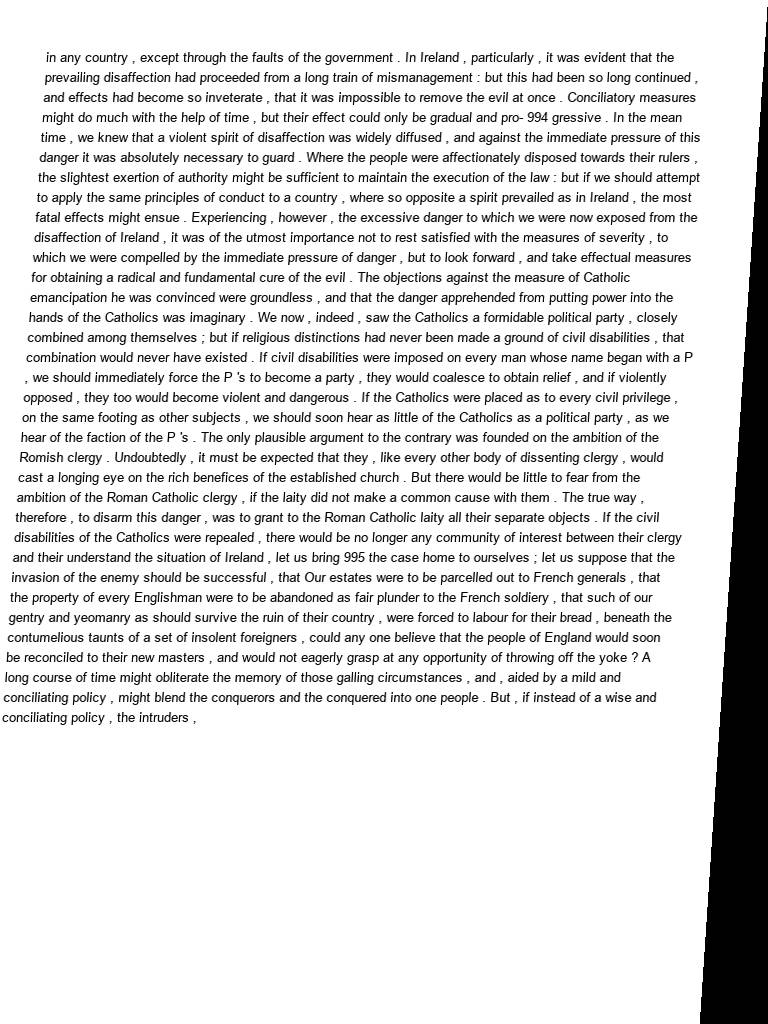 in any country , except through the faults of the government . In Ireland , particularly , it was evident that the
prevailing disaffection had proceeded from a long train of mismanagement : but this had been so long continued ,
and effects had become so inveterate , that it was impossible to remove the evil at once . Conciliatory measures
might do much with the help of time , but their effect could only be gradual and pro- 994 gressive . In the mean
time , we knew that a violent spirit of disaffection was widely diffused , and against the immediate pressure of this
danger it was absolutely necessary to guard . Where the people were affectionately disposed towards their rulers ,
the slightest exertion of authority might be sufficient to maintain the execution of the law : but if we should attempt
to apply the same principles of conduct to a country , where so opposite a spirit prevailed as in Ireland , the most
fatal effects might ensue . Experiencing , however , the excessive danger to which we were now exposed from the
disaffection of Ireland , it was of the utmost importance not to rest satisfied with the measures of severity , to
which we were compelled by the immediate pressure of danger , but to look forward , and take effectual measures
for obtaining a radical and fundamental cure of the evil . The objections against the measure of Catholic
emancipation he was convinced were groundless , and that the danger apprehended from putting power into the
hands of the Catholics was imaginary . We now , indeed , saw the Catholics a formidable political party , closely
combined among themselves ; but if religious distinctions had never been made a ground of civil disabilities , that
combination would never have existed . If civil disabilities were imposed on every man whose name began with a P
, we should immediately force the P 's to become a party , they would coalesce to obtain relief , and if violently
opposed , they too would become violent and dangerous . If the Catholics were placed as to every civil privilege ,
on the same footing as other subjects , we should soon hear as little of the Catholics as a political party , as we
hear of the faction of the P 's . The only plausible argument to the contrary was founded on the ambition of the
Romish clergy . Undoubtedly , it must be expected that they , like every other body of dissenting clergy , would
cast a longing eye on the rich benefices of the established church . But there would be little to fear from the
ambition of the Roman Catholic clergy , if the laity did not make a common cause with them . The true way ,
therefore , to disarm this danger , was to grant to the Roman Catholic laity all their separate objects . If the civil
disabilities of the Catholics were repealed , there would be no longer any community of interest between their clergy
and their understand the situation of Ireland , let us bring 995 the case home to ourselves ; let us suppose that the
invasion of the enemy should be successful , that Our estates were to be parcelled out to French generals , that
the property of every Englishman were to be abandoned as fair plunder to the French soldiery , that such of our
gentry and yeomanry as should survive the ruin of their country , were forced to labour for their bread , beneath the
contumelious taunts of a set of insolent foreigners , could any one believe that the people of England would soon
be reconciled to their new masters , and would not eagerly grasp at any opportunity of throwing off the yoke ? A
long course of time might obliterate the memory of those galling circumstances , and , aided by a mild and
conciliating policy , might blend the conquerors and the conquered into one people . But , if instead of a wise and
conciliating policy , the intruders ,